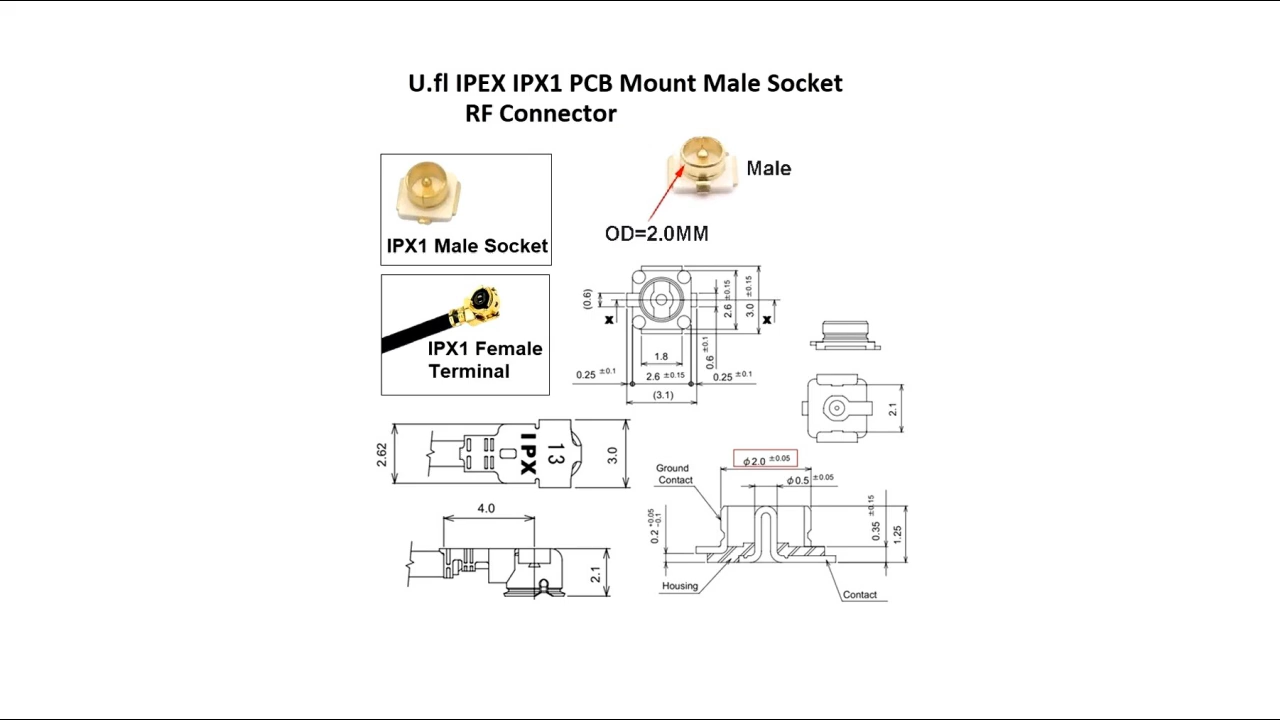 U.fl IPEX IPX1 PCB Mount Male Socket
RF Connector
Male
OD=2.0MM
IPX1 Male Socket
IPX1 Female
Terminal
(0.6)
2.6 ±0.15
3.0 ±0.15
x
x
1.8
0.6 ±0.1
0.25 ±0.1
2.6 ±0.15
0.25 ±0.1
(3.1)
2.1
2.62
IPX
13
3.0
ϕ2.0 ±0.05
Ground
Contact
ϕ0.5 ±0.05
4.0
0.2 +0.05 -0.1
0.35 ±0.15
1.25
2.1
Housing
Contact